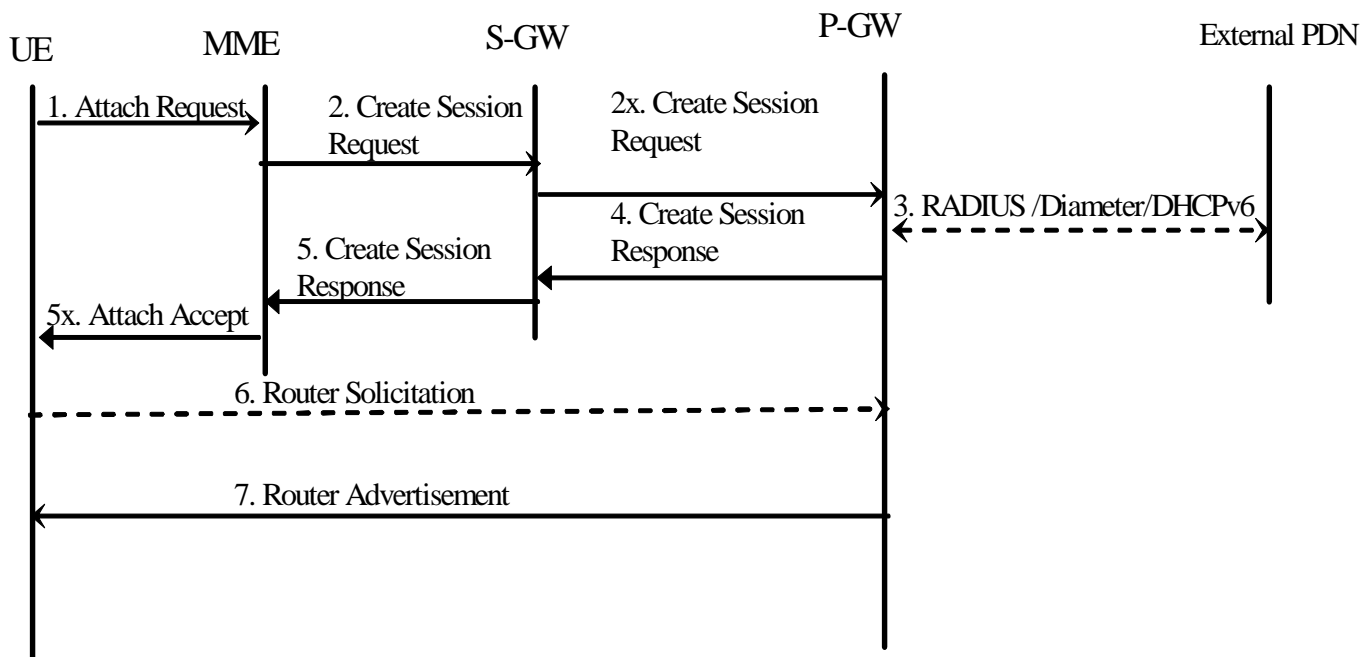 UE
MME
S-GW
P-GW
External PDN
1. Attach Request
2. Create Session
Request
2x. Create Session
Request
3. RADIUS /Diameter/DHCPv6
4. Create Session
Response
5. Create Session
Response
5x. Attach Accept
6. Router Solicitation
7. Router Advertisement